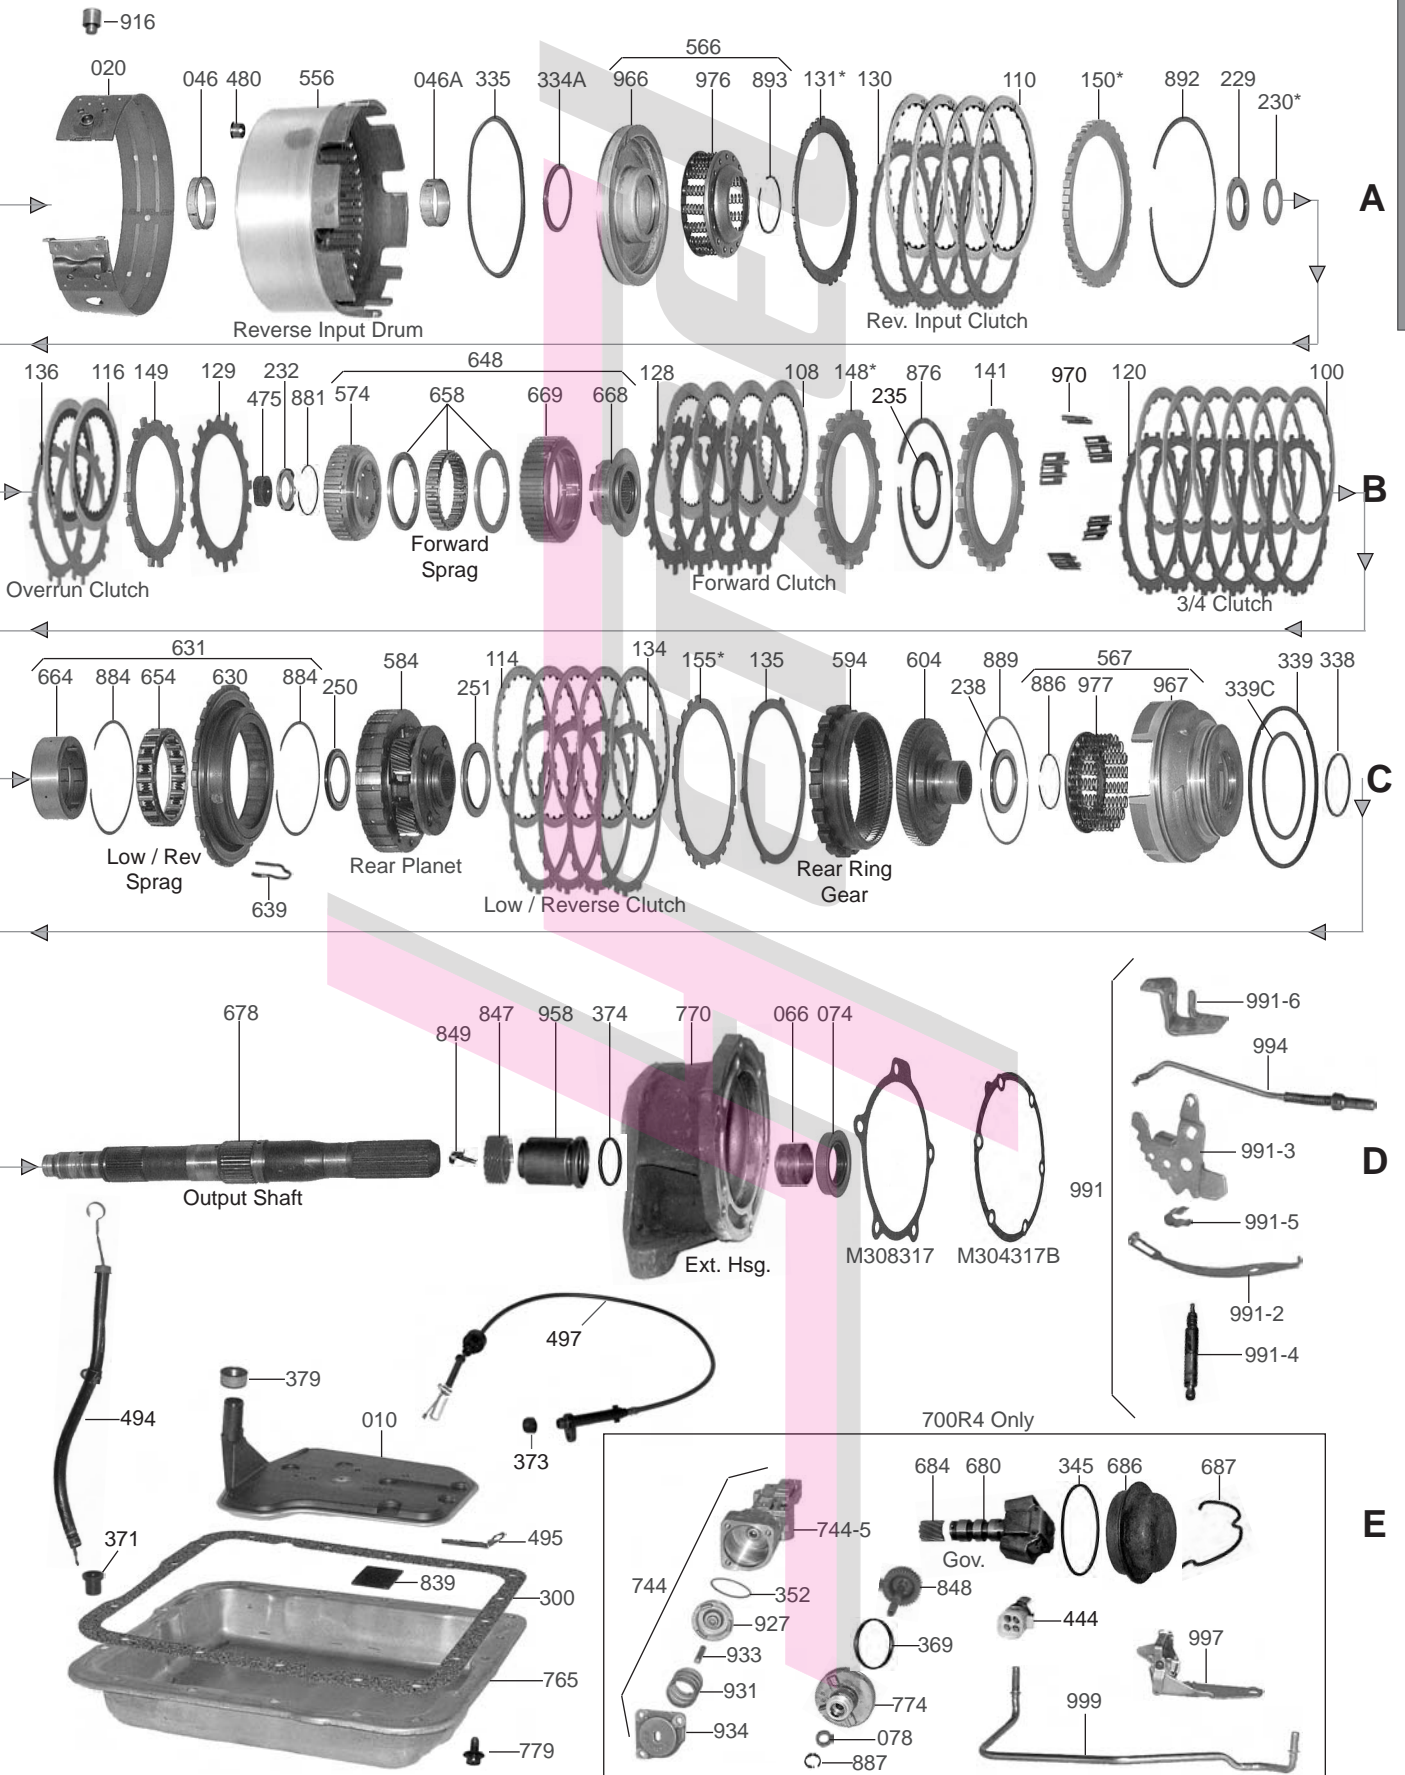 916
566
020 046 480 556 046A 335 334A 966 976 893 131* 130 110 150* 892 229 230*
A
Reverse Input Drum
Rev. Input Clutch
648
136 116 149 129 232 475 881 574 658 669 668 128 108 148* 876 235 141 970 120 100
B
Forward
Sprag
Overrun Clutch
Forward Clutch
3/4 Clutch
631
664 884 654 630 884 250 584 251 114 134 155* 135 594 604 889 238 567 886 977 967 339 338 339C
C
Low / Rev
Sprag
Rear Planet
Rear Ring
Gear
639
Low / Reverse Clutch
678 849 847 958 374 770 066 074
991-6
994
991-3
D
991
Output Shaft
991-5
M308317 M304317B
Ext. Hsg.
991-2
497
991-4
379
494
010
373
700R4 Only
684 680 345 686 687
744-5
E
371
495
Gov.
839
744
848
300
352
927
444
933
369
997
765
931
774
999
934
078
779
887